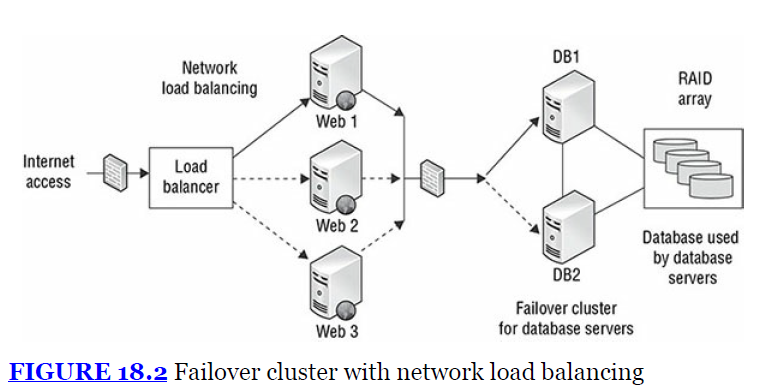 Network
load balancing
Web 1
Internet
access
Load
balancer
Web 2
Web 3
DB1
DB2
Failover cluster
for database servers
RAID
array
Database used
by database
servers
FIGURE 18.2 Failover cluster with network load balancing